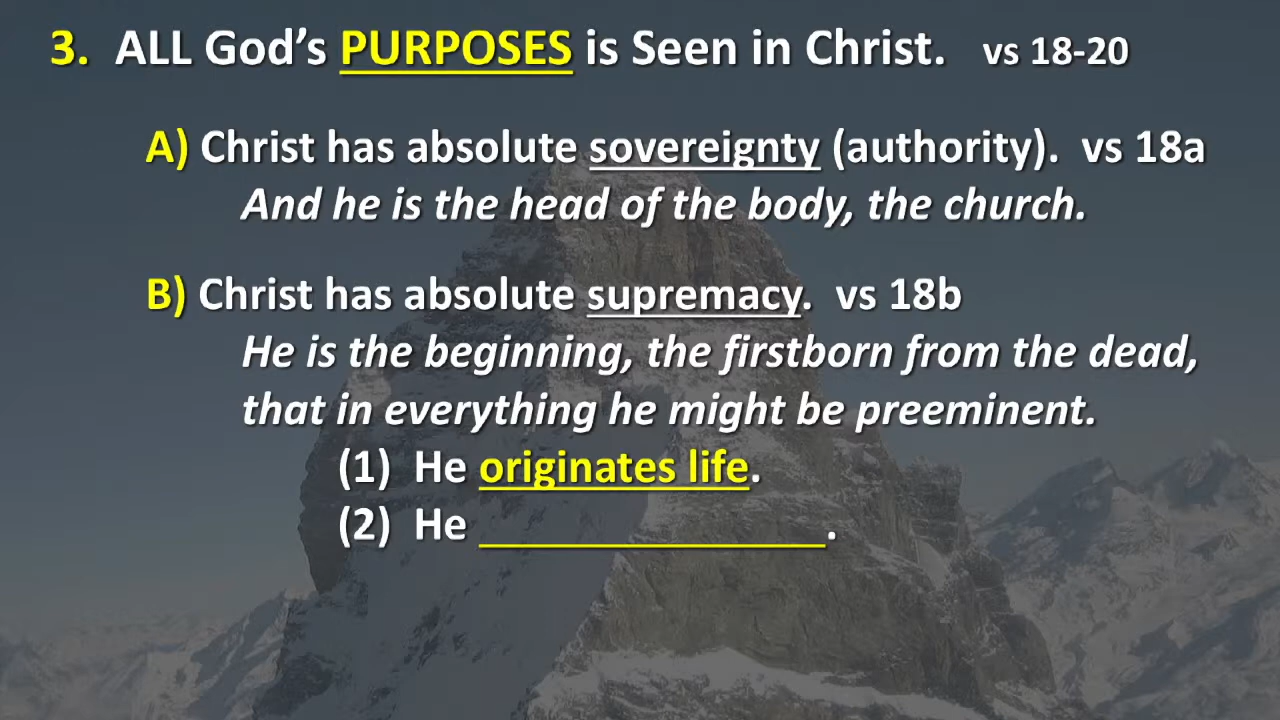 3. ALL God’s PURPOSES is Seen in Christ. vs 18-20
A) Christ has absolute sovereignty (authority). vs 18a
And he is the head of the body, the church.
B) Christ has absolute supremacy. vs 18b
He is the beginning, the firstborn from the dead,
that in everything he might be preeminent.
(1) He originates life.
(2) He _______________.